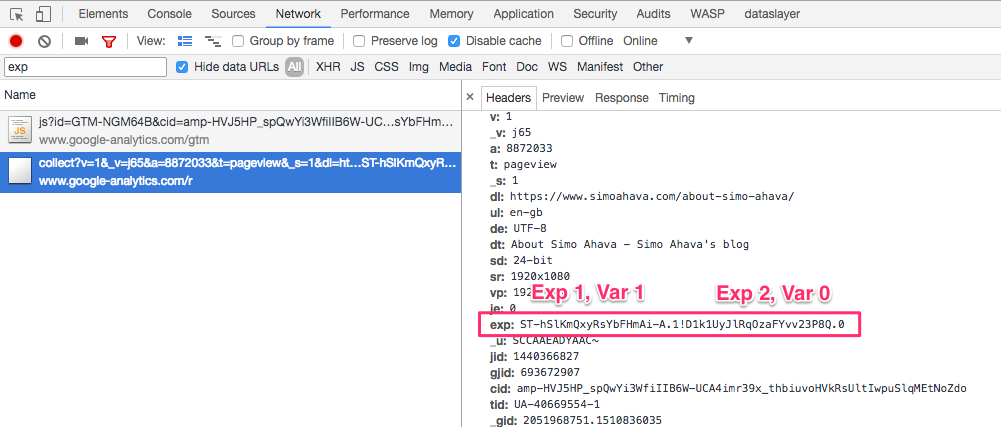 Elements Console Sources Network Performance Memory Application Security Audits WASP dataslayer
View: Group by frame Preserve log Disable cache Offline Online
exp Hide data URLs All XHR JS CSS Img Media Font Doc WS Manifest Other
Name
Headers Preview Response Timing
js?id=GTM-NGM64B&cid=amp-HVJ5HP_spQwYi3WfiIIB6W-UC…sYbFHm…
www.google-analytics.com/gtm
collect?v=1&_v=j65&a=8872033&t=pageview&_s=1&dl=ht…ST-hSlKmQxyR…
www.google-analytics.com/r
v: 1
_v: j65
a: 8872033
t: pageview
_s: 1
dl: https://www.simoahava.com/about-simo-ahava/
ul: en-gb
de: UTF-8
dt: About Simo Ahava - Simo Ahava's blog
sd: 24-bit
sr: 1920x1080
vp:
Exp 1, Var 1 Exp 2, Var 0
je: 0
exp: ST-hSlKmQxyRsYbFHmAi-A.1!D1k1UyJlRqOzaFYvv23P8Q.0
_u: SCCAAEADYAAC~
jid: 1440366827
gjid: 693672907
cid: amp-HVJ5HP_spQwYi3WfiIIB6W-UCA4imr39x_thbiuvoHVkRsUltIwpuSlqMEtNoZdo
tid: UA-40669554-1
_gid: 2051968751.1510836035